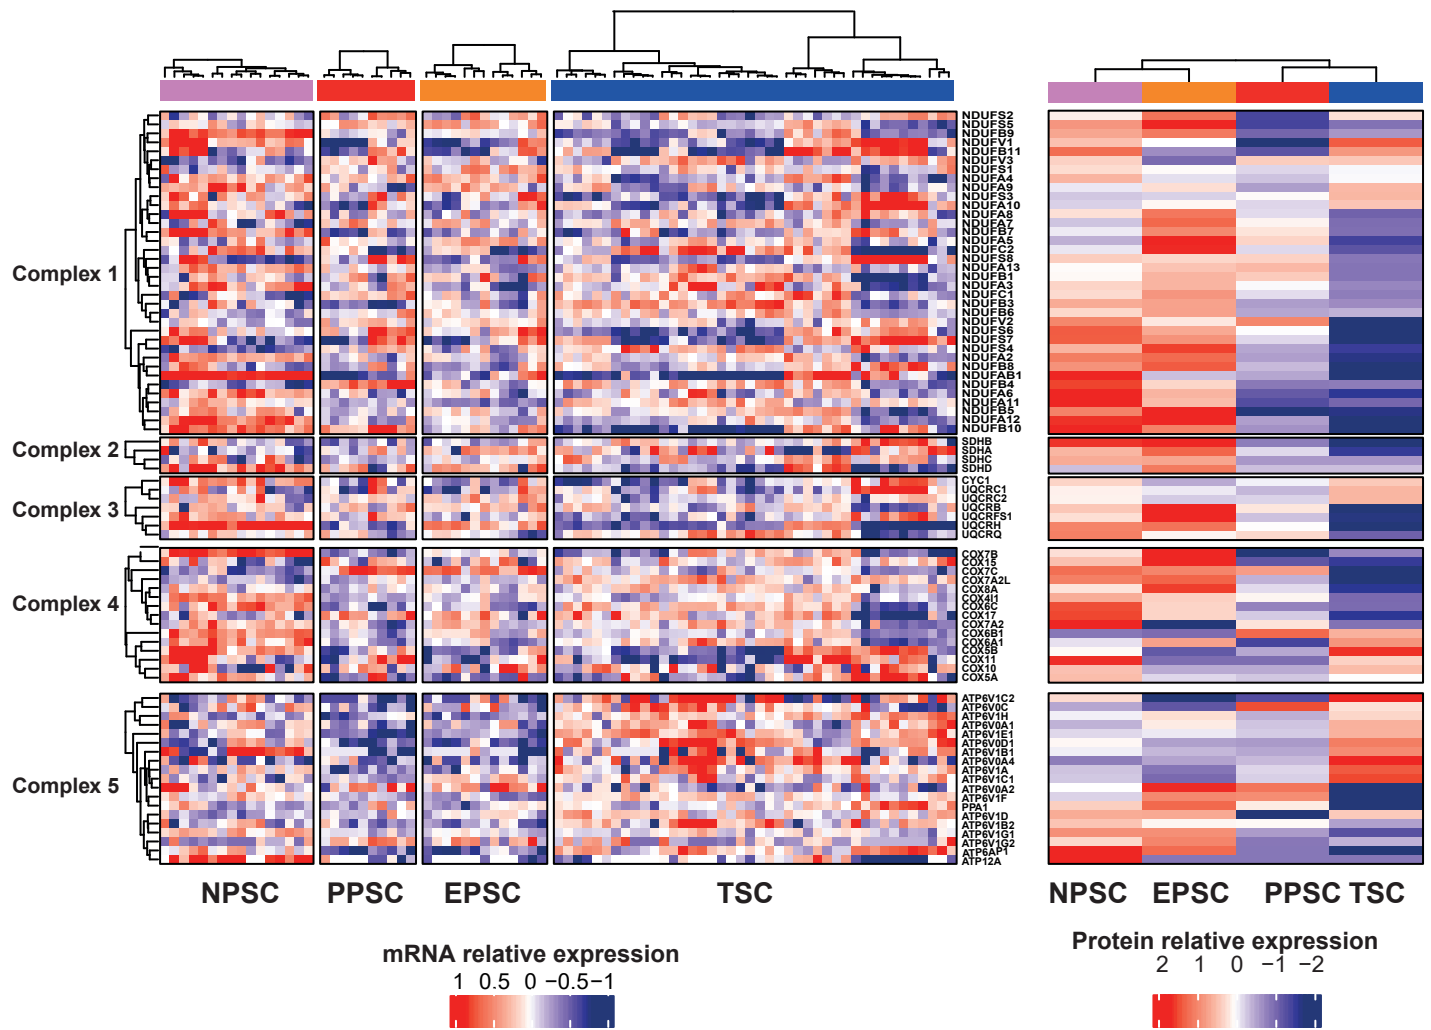 NDUFS2
NDUFS5
NDUFB9
NDUFV1
NDUFB11
NDUFV3
NDUFS1
NDUFA4
NDUFA9
NDUFS3
NDUFA10
NDUFA8
NDUFA7
NDUFB7
NDUFA5
NDUFC2
NDUFS8
NDUFA13
NDUFB1
NDUFA3
NDUFC1
NDUFB3
NDUFB6
NDUFV2
NDUFS6
NDUFS7
NDUFS4
NDUFA2
NDUFB8
NDUFAB1
NDUFB4
NDUFA6
NDUFA11
NDUFB5
NDUFA12
NDUFB10
Complex 1
Complex 2
SDHB
SDHA
SDHC
SDHD
Complex 3
CYC1
UQCRC1
UQCRC2
UQCRB
UQCRFS1
UQCRH
UQCRQ
Complex 4
COX7B
COX15
COX7C
COX7A2L
COX8A
COX4I1
COX6C
COX17
COX7A2
COX6B1
COX6A1
COX5B
COX11
COX10
COX5A
Complex 5
ATP6V1C2
ATP6V0C
ATP6V1H
ATP6V0A1
ATP6V1E1
ATP6V0D1
ATP6V1B1
ATP6V0A4
ATP6V1A
ATP6V1C1
ATP6V0A2
ATP6V1F
PPA1
ATP6V1D
ATP6V1B2
ATP6V1G1
ATP6V1G2
ATP6AP1
ATP12A
NPSC PPSC EPSC TSC
NPSC EPSC PPSC TSC
mRNA relative expression
1 0.5 0 −0.5 −1
Protein relative expression
2 1 0 −1 −2